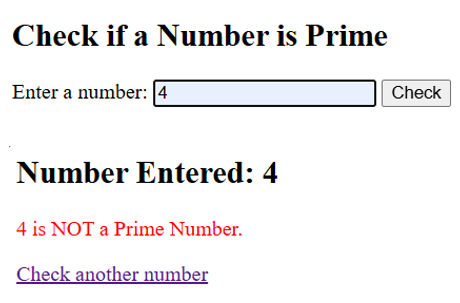 Check if a Number is Prime
Enter a number: 4 Check
Number Entered: 4
4 is NOT a Prime Number.
Check another number